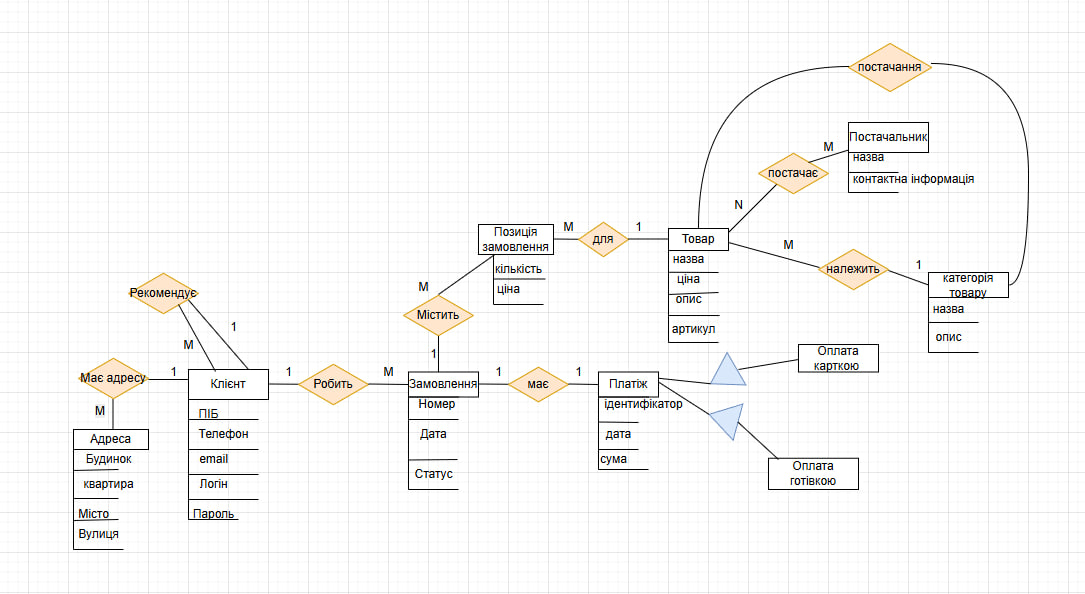 постачання
Постачальник
назва
контактна інформація
M
постачає
N
Позиція
замовлення
кількість
ціна
M
для
1
Товар
назва
ціна
опис
артикул
M
належить
1
категорія
товару
назва
опис
Рекомендує
M
1
M
Містить
1
Має адресу
1
M
Адреса
Будинок
квартира
Місто
Вулиця
Клієнт
ПІБ
Телефон
email
Логін
Пароль
1
Робить
M
Замовлення
Номер
Дата
Статус
1
має
1
Платіж
ідентифікатор
дата
сума
Оплата
карткою
Оплата
готівкою